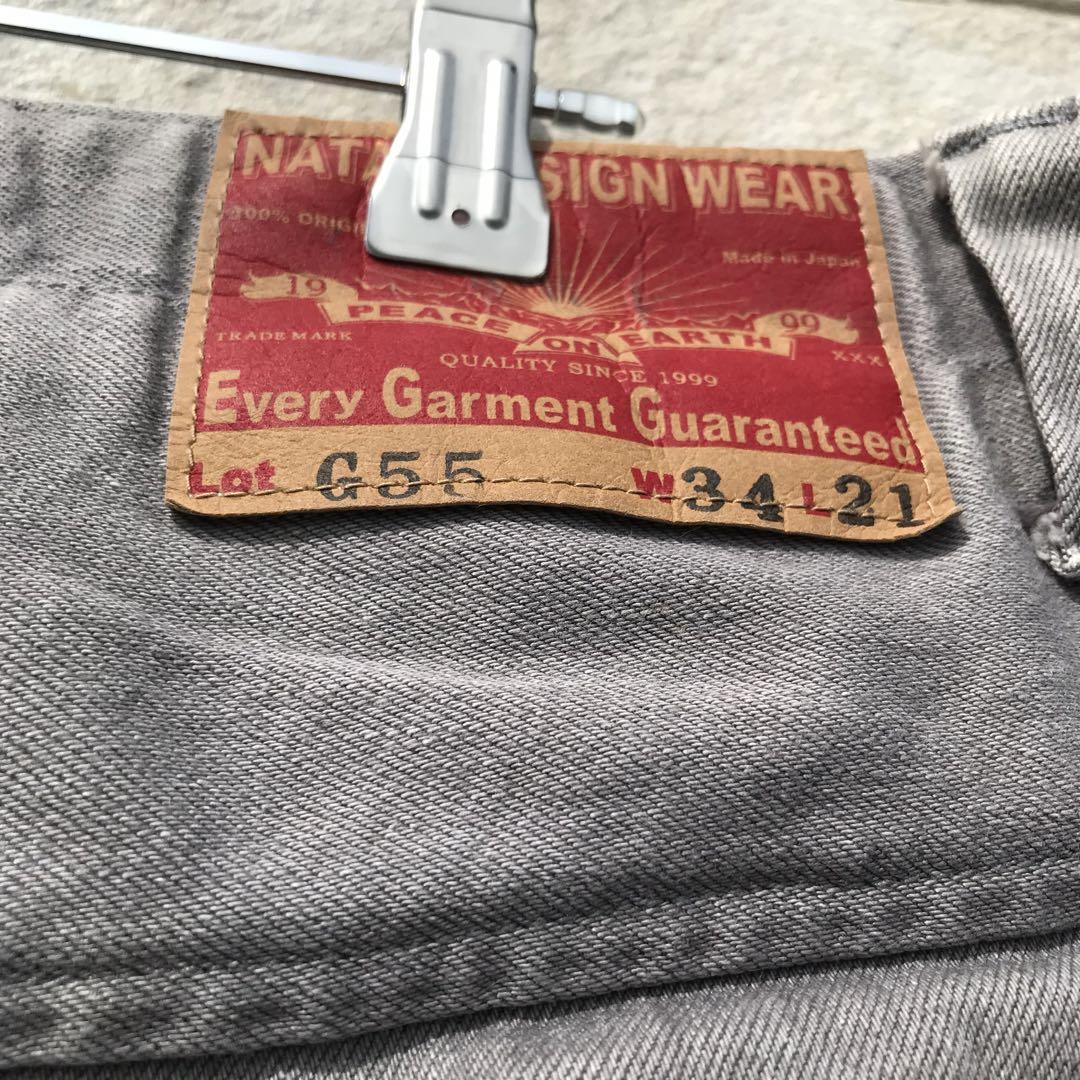 NATA SIGN WEAR
100% ORIGI
Made in Japan
19 PEACE ON EARTH 99
TRADE MARK
XXX
QUALITY SINCE 1999
Every Garment Guaranteed
Lot G55 W34 L21